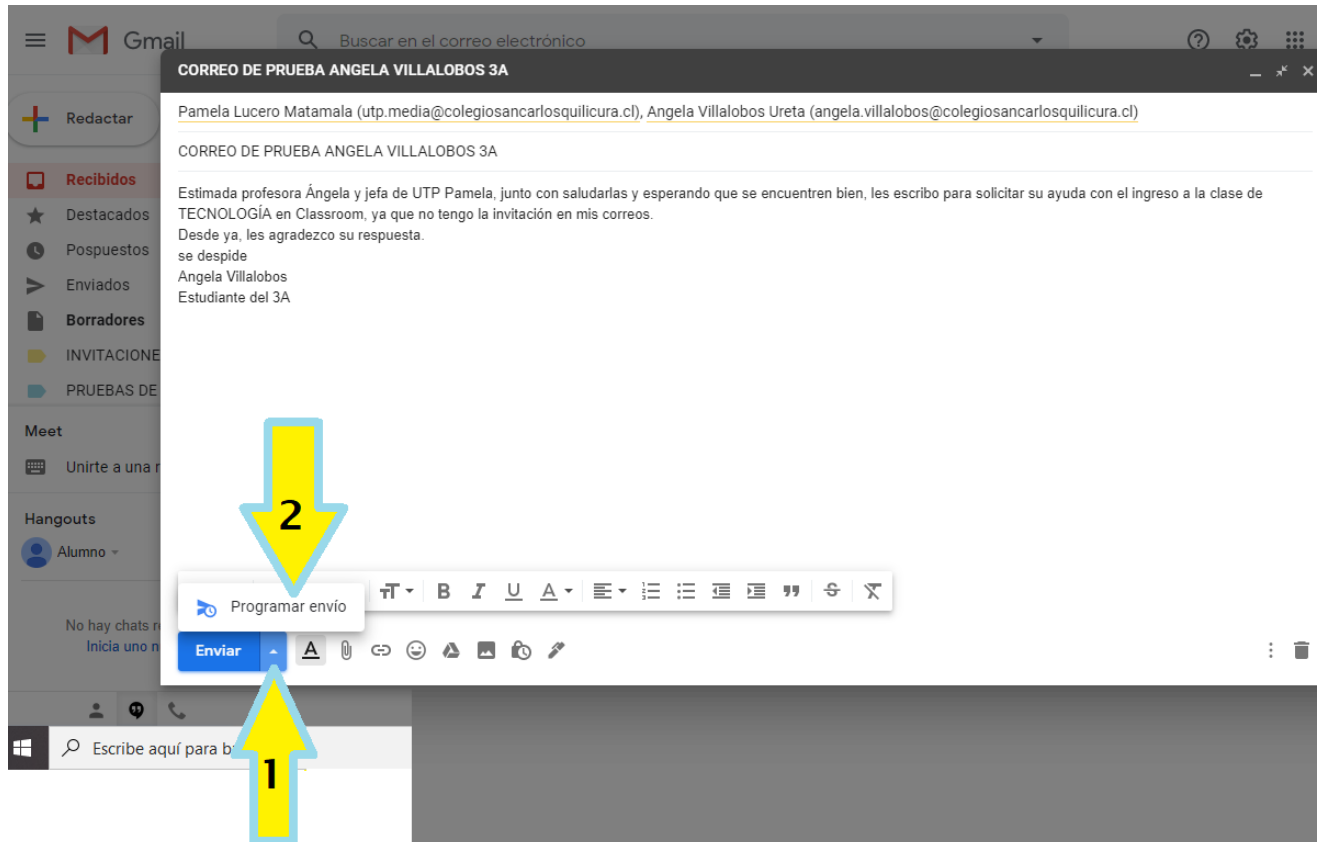 Gmail
Buscar en el correo electrónico
CORREO DE PRUEBA ANGELA VILLALOBOS 3A
Pamela Lucero Matamala (utp.media@colegiosancarlosquilicura.cl), Angela Villalobos Ureta (angela.villalobos@colegiosancarlosquilicura.cl)
CORREO DE PRUEBA ANGELA VILLALOBOS 3A
Estimada profesora Ángela y jefa de UTP Pamela, junto con saludarlas y esperando que se encuentren bien, les escribo para solicitar su ayuda con el ingreso a la clase de
TECNOLOGÍA en Classroom, ya que no tengo la invitación en mis correos.
Desde ya, les agradezco su respuesta.
se despide
Angela Villalobos
Estudiante del 3A
Redactar
Recibidos
Destacados
Pospuestos
Enviados
Borradores
INVITACIONE
PRUEBAS DE
Meet
Unirte a una r
Hangouts
Alumno
No hay chats r
Inicia uno n
2
Programar envío
Enviar
1
Escribe aquí para b